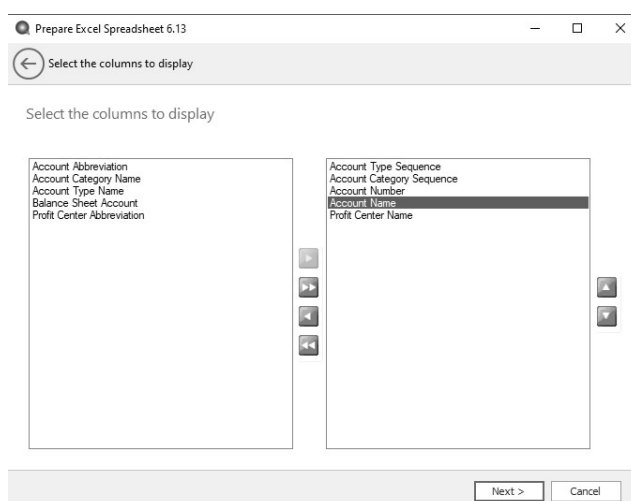 Prepare Excel Spreadsheet 6.13
Select the columns to display
Select the columns to display
Account Abbreviation
Account Category Name
Account Type Name
Balance Sheet Account
Profit Center Abbreviation
Account Type Sequence
Account Category Sequence
Account Number
Account Name
Profit Center Name
Next >
Cancel